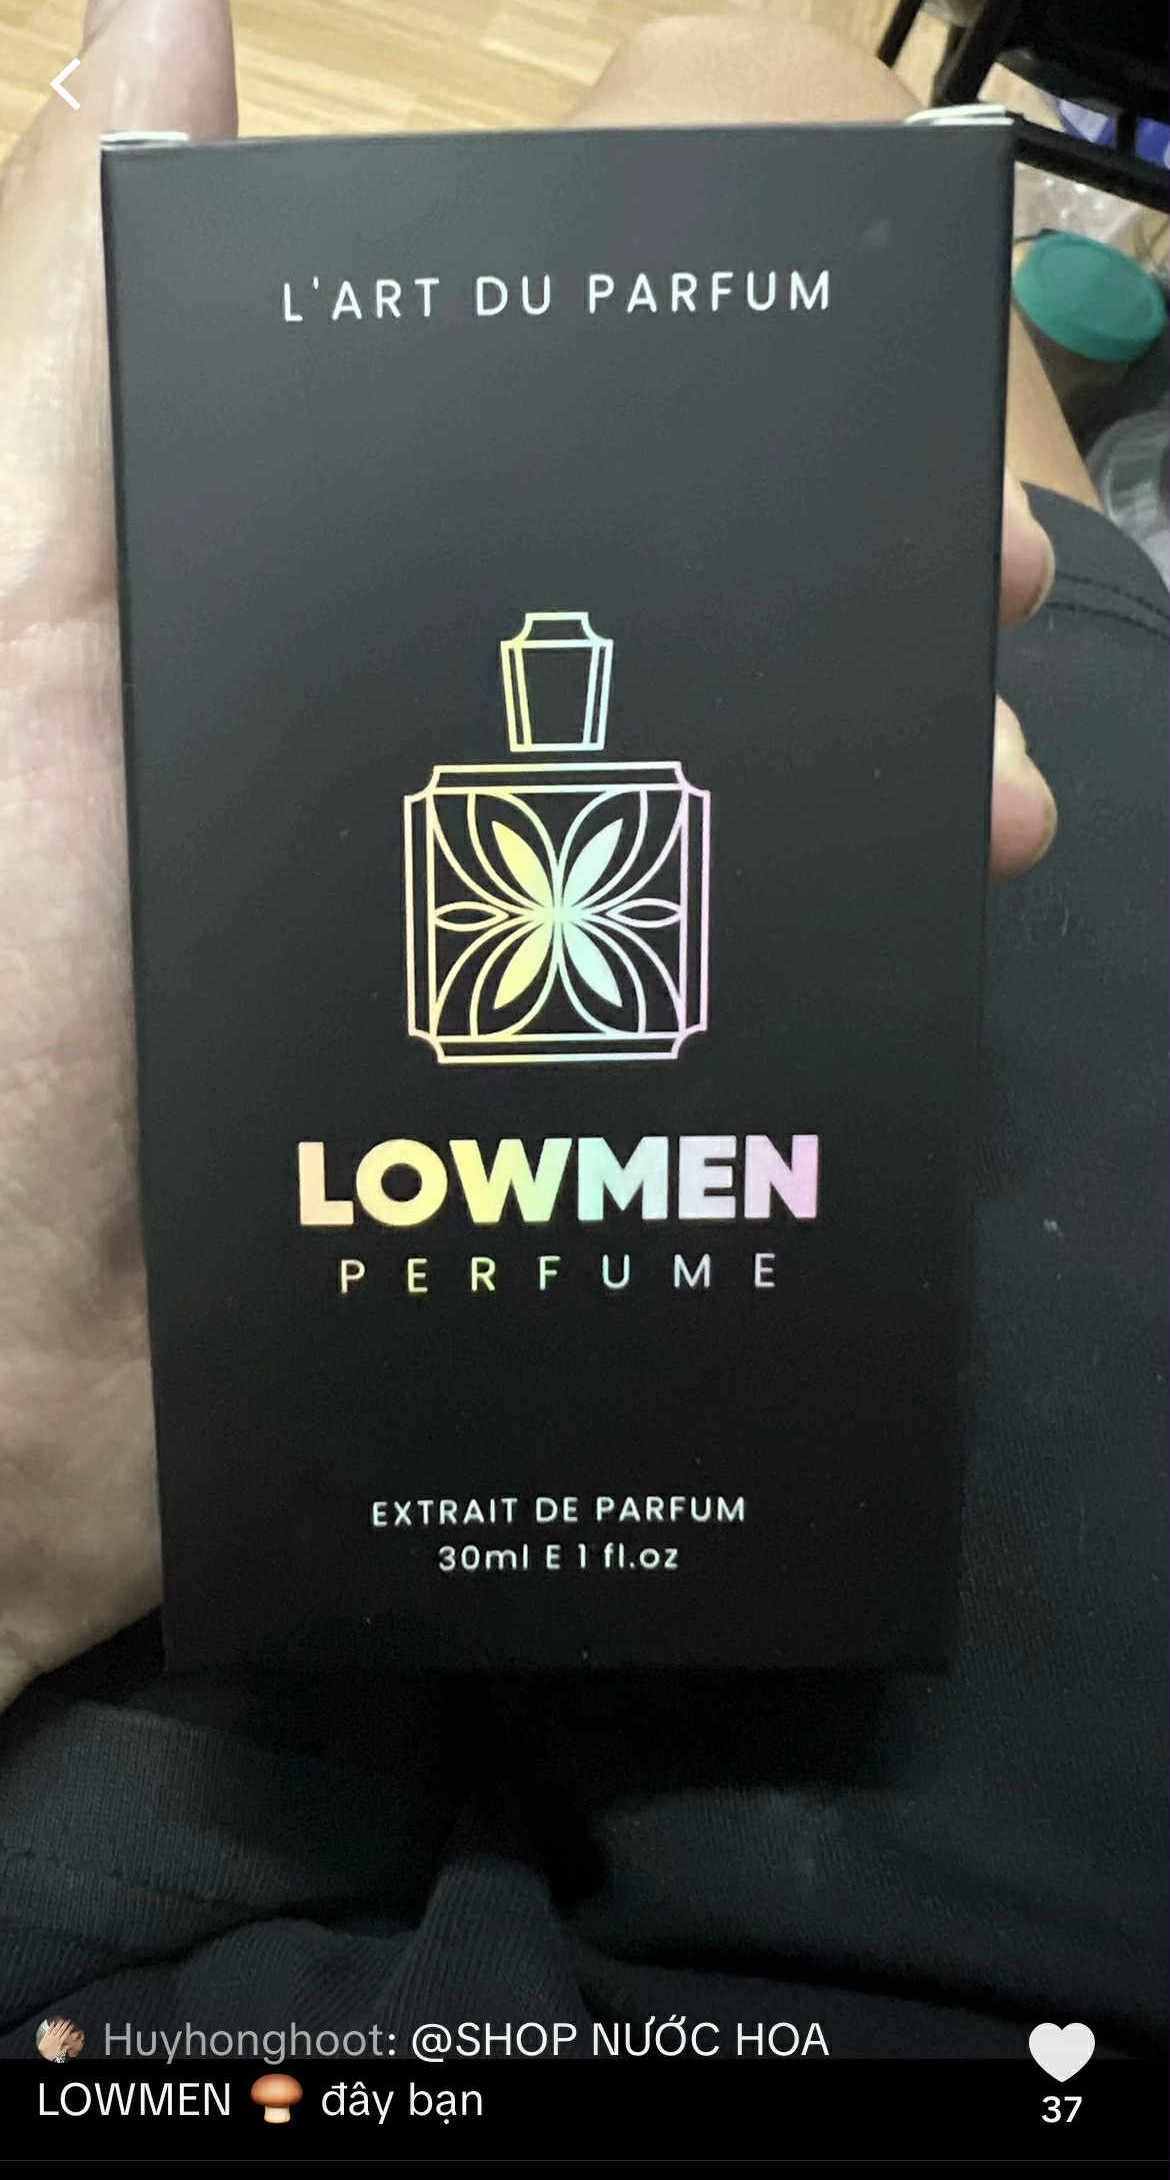 L'ART DU PARFUM
LOWMEN
PERFUME
EXTRAIT DE PARFUM
30ml E 1 fl.oz
Huyhonghoot: @SHOP NƯỚC HOA
LOWMEN 🍄 đây bạn
37